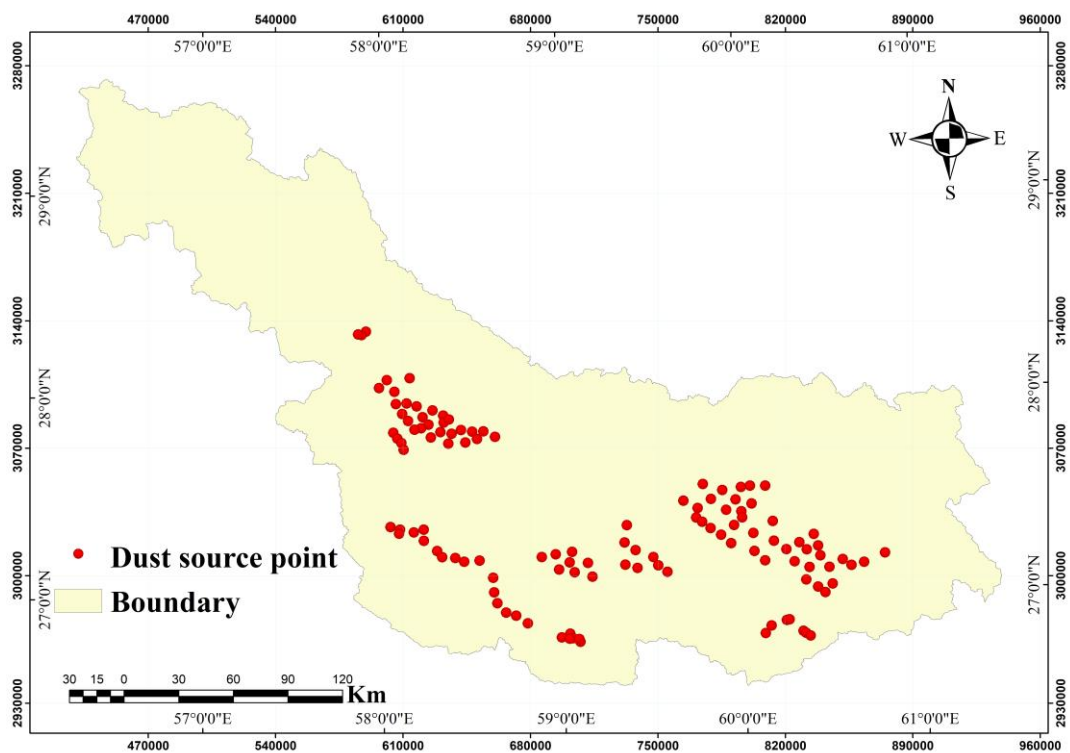 470000 540000 610000 680000 750000 820000 890000 960000
57°0'0"E 58°0'0"E 59°0'0"E 60°0'0"E 61°0'0"E
3280000 3280000
N
W E
S
3210000 29°0'0"N 29°0'0"N 3210000
3140000 3140000
28°0'0"N 28°0'0"N
3070000 3070000
Dust source point
3000000 3000000
Boundary
27°0'0"N 27°0'0"N
30 15 0 30 60 90 120
Km
2930000 2930000
57°0'0"E 58°0'0"E 59°0'0"E 60°0'0"E 61°0'0"E
470000 540000 610000 680000 750000 820000 890000 960000